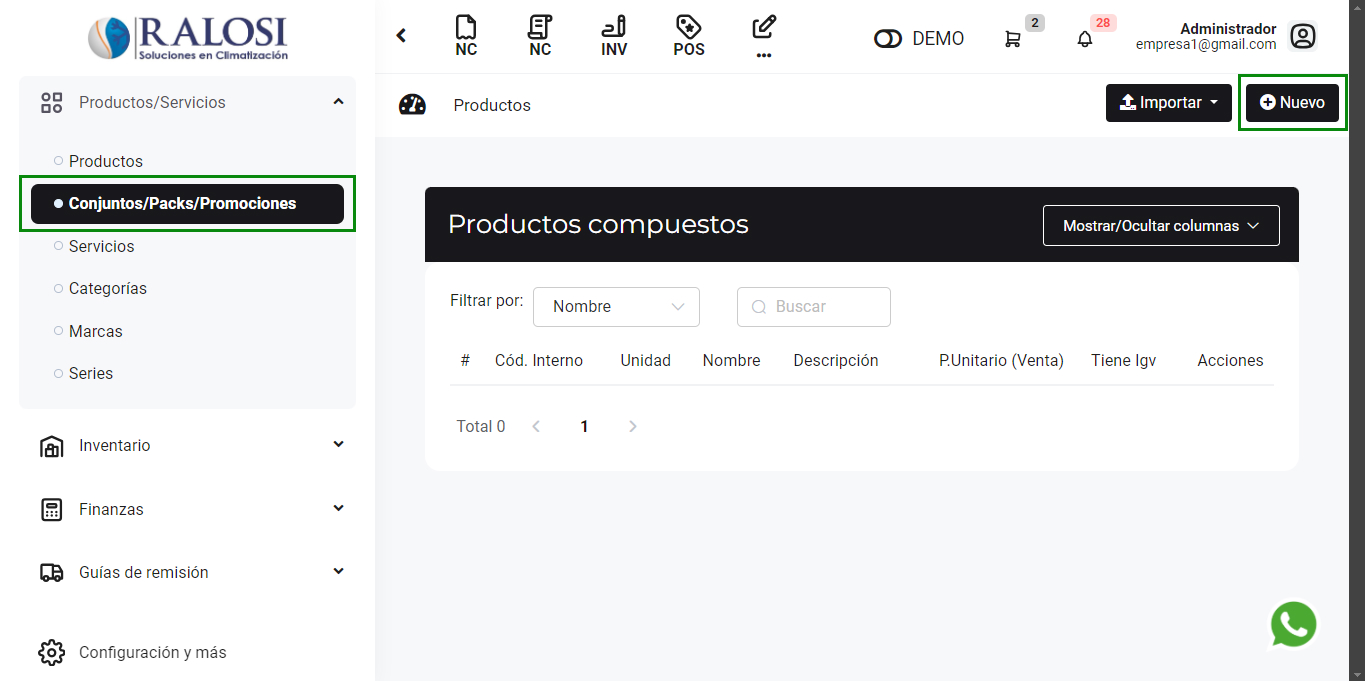 RALOSI
Soluciones en Climatización
Productos/Servicios
Productos
Conjuntos/Packs/Promociones
Servicios
Categorías
Marcas
Series
Inventario
Finanzas
Guías de remisión
Configuración y más
NC
NC
INV
POS
...
DEMO
2
28
Administrador
empresa1@gmail.com
Productos
Importar
Nuevo
Productos compuestos
Mostrar/Ocultar columnas
Filtrar por:
Nombre
Buscar
# Cód. Interno Unidad Nombre Descripción P.Unitario (Venta) Tiene Igv Acciones
Total 0 1